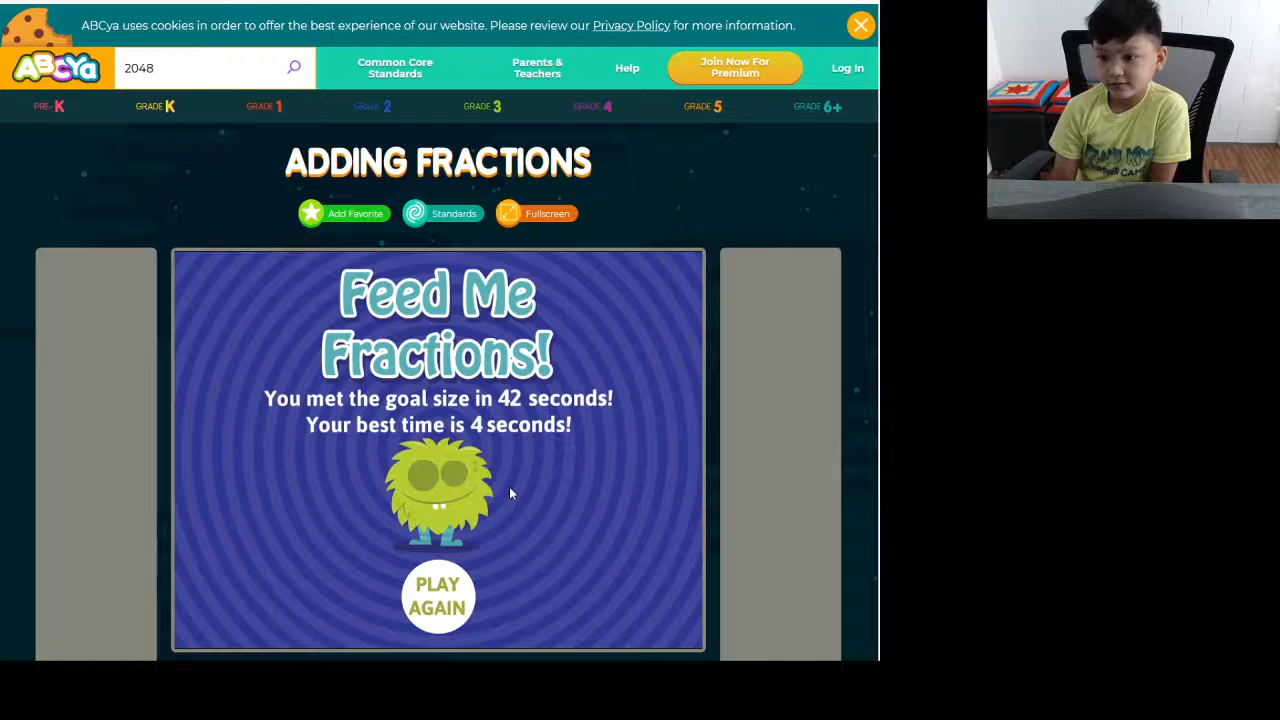 ABCya uses cookies in order to offer the best experience of our website. Please review our Privacy Policy for more information.
ABCYa
2048
Common Core
Standards
Parents &
Teachers
Help
Join Now For
Premium
Log In
PRE-K
GRADE K
GRADE 1
GRADE 2
GRADE 3
GRADE 4
GRADE 5
GRADE 6+
ADDING FRACTIONS
Add Favorite
Standards
Fullscreen
Feed Me
Fractions!
You met the goal size in 42 seconds!
Your best time is 4 seconds!
PLAY
AGAIN